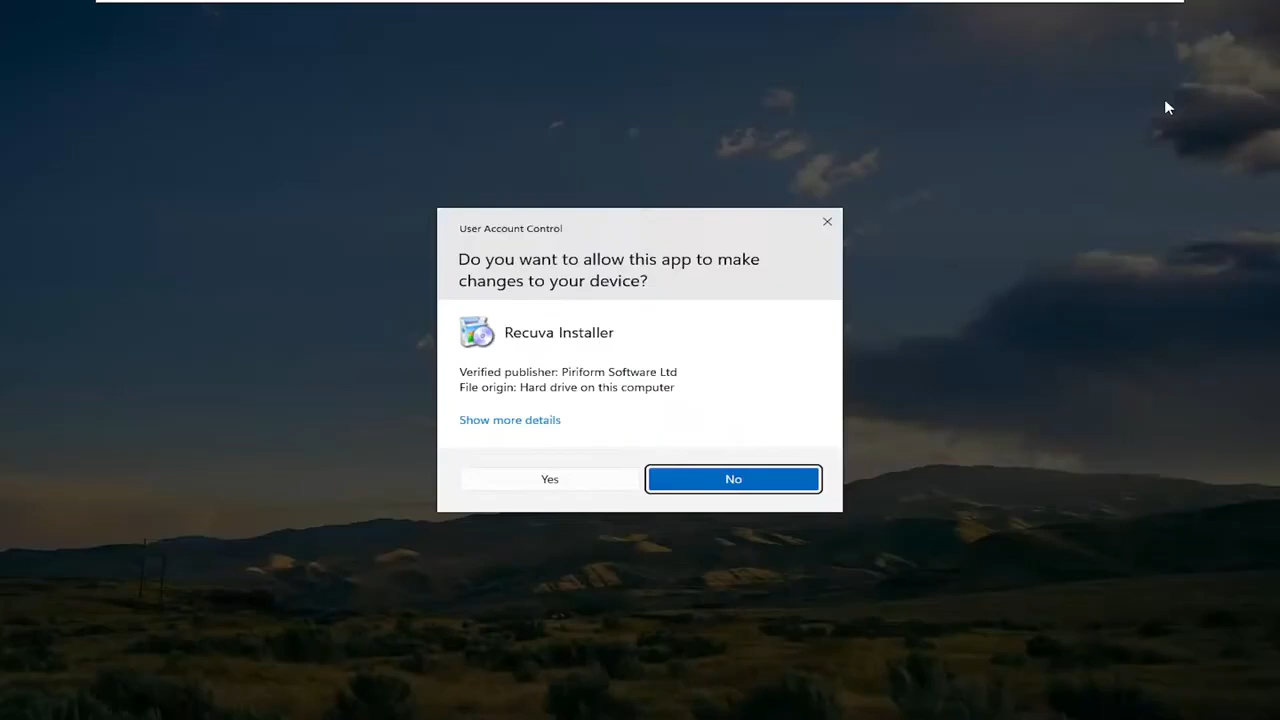 User Account Control
Do you want to allow this app to make
changes to your device?
Recuva Installer
Verified publisher: Piriform Software Ltd
File origin: Hard drive on this computer
Show more details
Yes
No